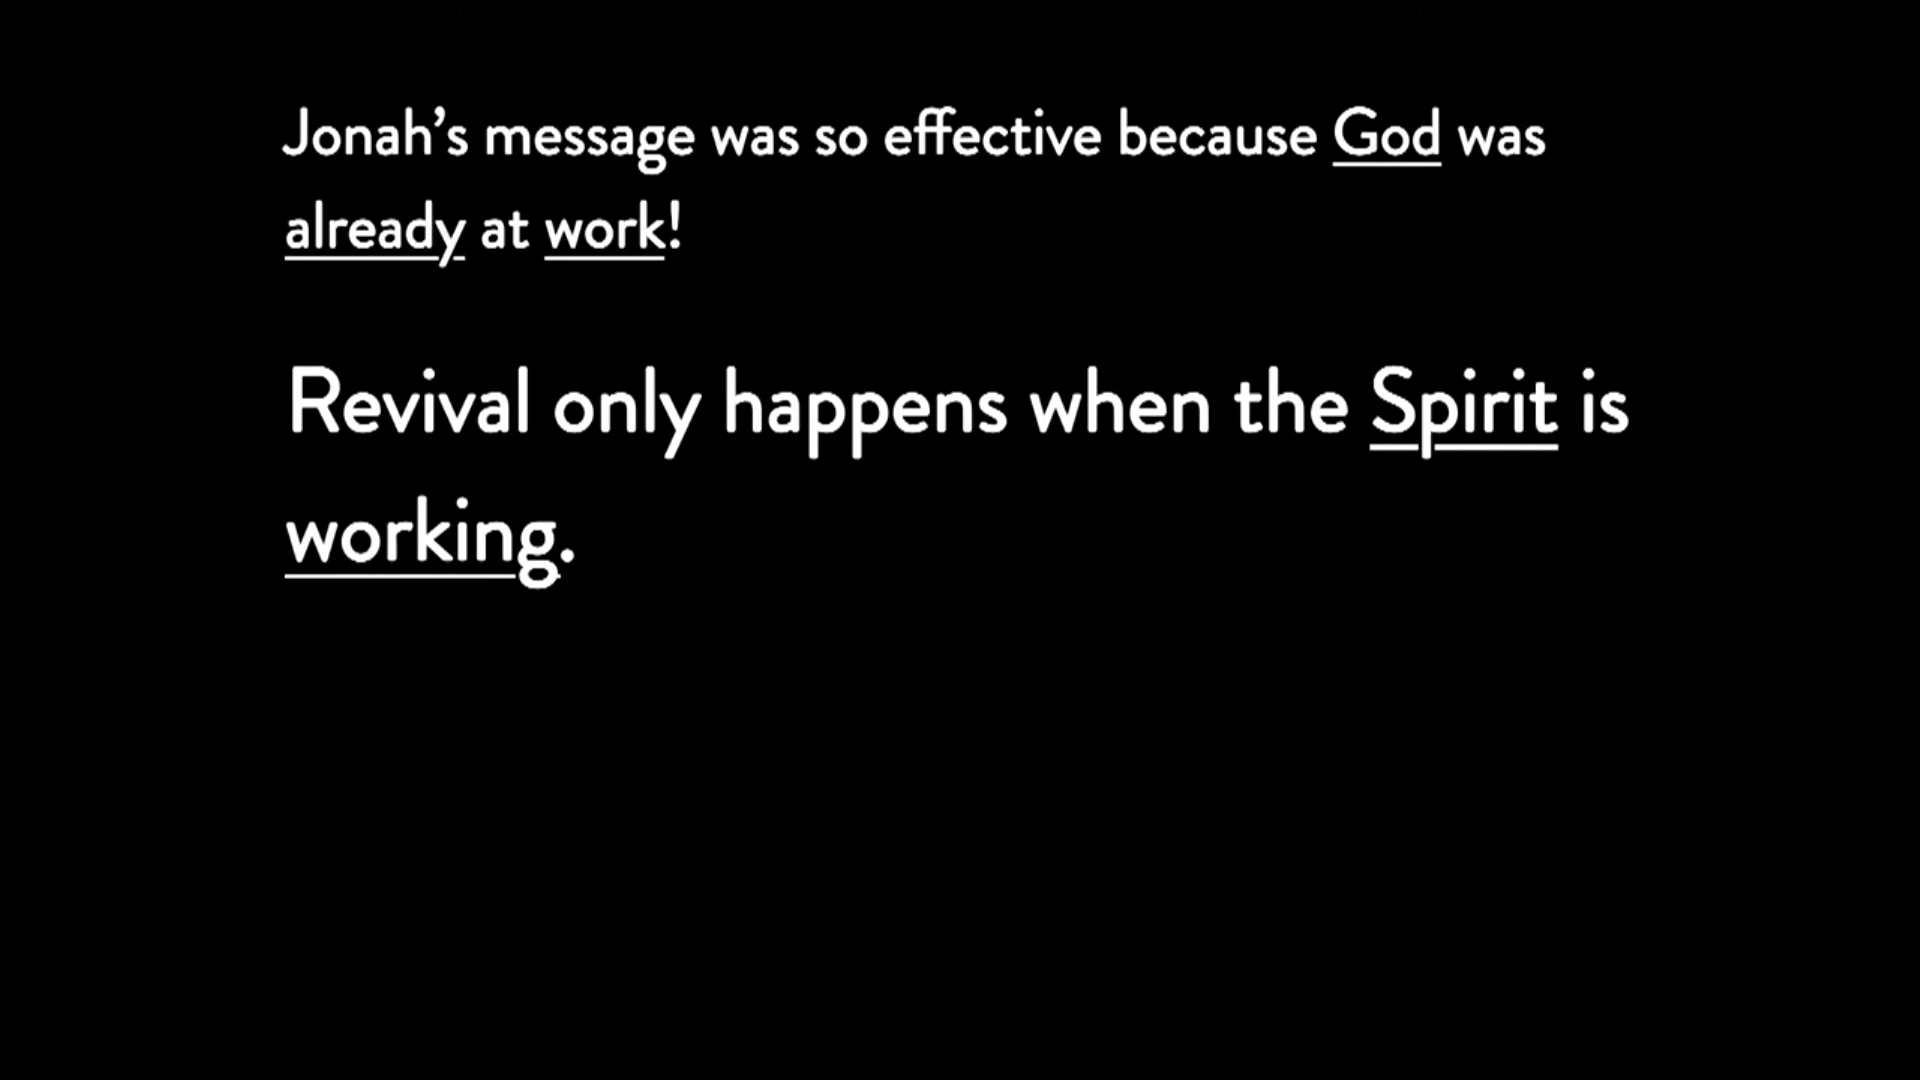 Jonah’s message was so effective because God was
already at work!
Revival only happens when the Spirit is
working.